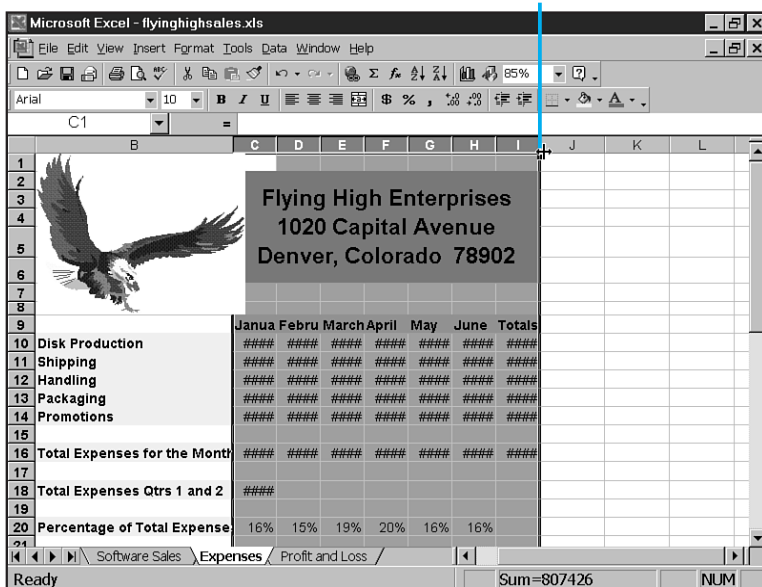 Microsoft Excel - flyinghighsales.xls
File Edit View Insert Format Tools Data Window Help
ABC Σ fx 85% ?
Arial 10 B I U $ % , A
C1 =
B C D E F G H I J K L
1
2
3 Flying High Enterprises
4 1020 Capital Avenue
5 Denver, Colorado 78902
6
7
8
9 Janua Febru March April May June Totals
10 Disk Production #### #### #### #### #### #### ####
11 Shipping #### #### #### #### #### #### ####
12 Handling #### #### #### #### #### #### ####
13 Packaging #### #### #### #### #### #### ####
14 Promotions #### #### #### #### #### #### ####
15
16 Total Expenses for the Month #### #### #### #### #### #### ####
17
18 Total Expenses Qtrs 1 and 2 ####
19
20 Percentage of Total Expense 16% 15% 19% 20% 16% 16%
21
Software Sales Expenses Profit and Loss
Ready Sum=807426 NUM